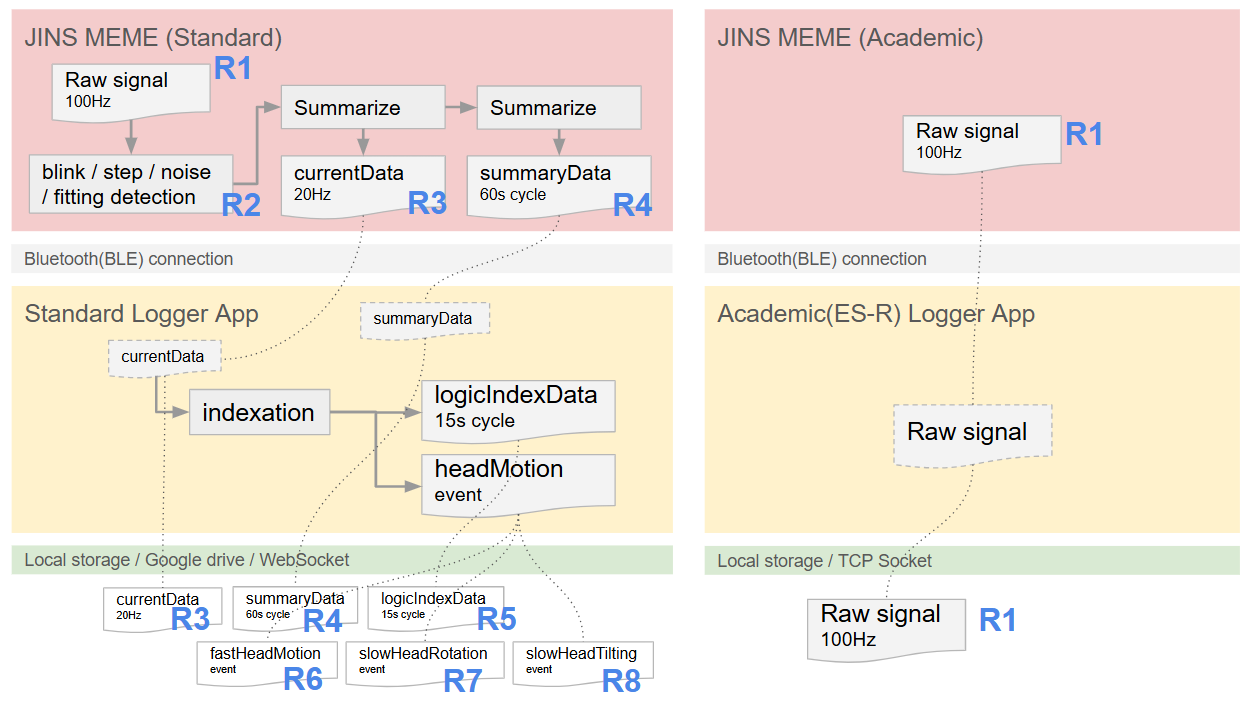 JINS MEME (Standard)
Raw signal
100Hz
R1
Summarize
Summarize
blink / step / noise
/ fitting detection
R2
currentData
20Hz
R3
summaryData
60s cycle
R4
Bluetooth(BLE) connection
Standard Logger App
summaryData
currentData
indexation
logicIndexData
15s cycle
headMotion
event
Local storage / Google drive / WebSocket
currentData
20Hz
R3
summaryData
60s cycle
R4
logicIndexData
15s cycle
R5
fastHeadMotion
event
R6
slowHeadRotation
event
R7
slowHeadTilting
event
R8
JINS MEME (Academic)
Raw signal
100Hz
R1
Bluetooth(BLE) connection
Academic(ES-R) Logger App
Raw signal
Local storage / TCP Socket
Raw signal
100Hz
R1